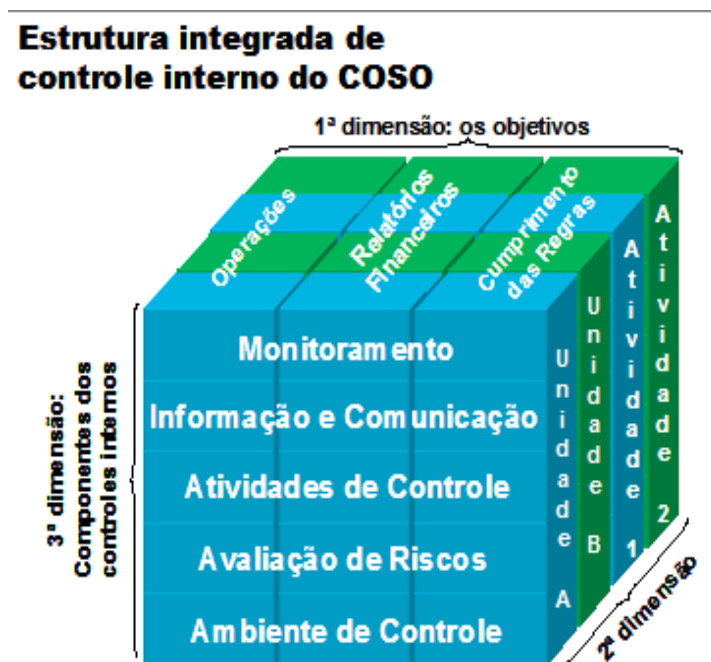 Estrutura integrada de
controle interno do COSO
1ª dimensão: os objetivos
Operações
Relatórios
Financeiros
Cumprimento
das Regras
3ª dimensão:
Componentes dos
controles internos
Monitoramento
Informação e Comunicação
Atividades de Controle
Avaliação de Riscos
Ambiente de Controle
Unidade A
Unidade B
Atividade 1
Atividade 2
2ª dimensão